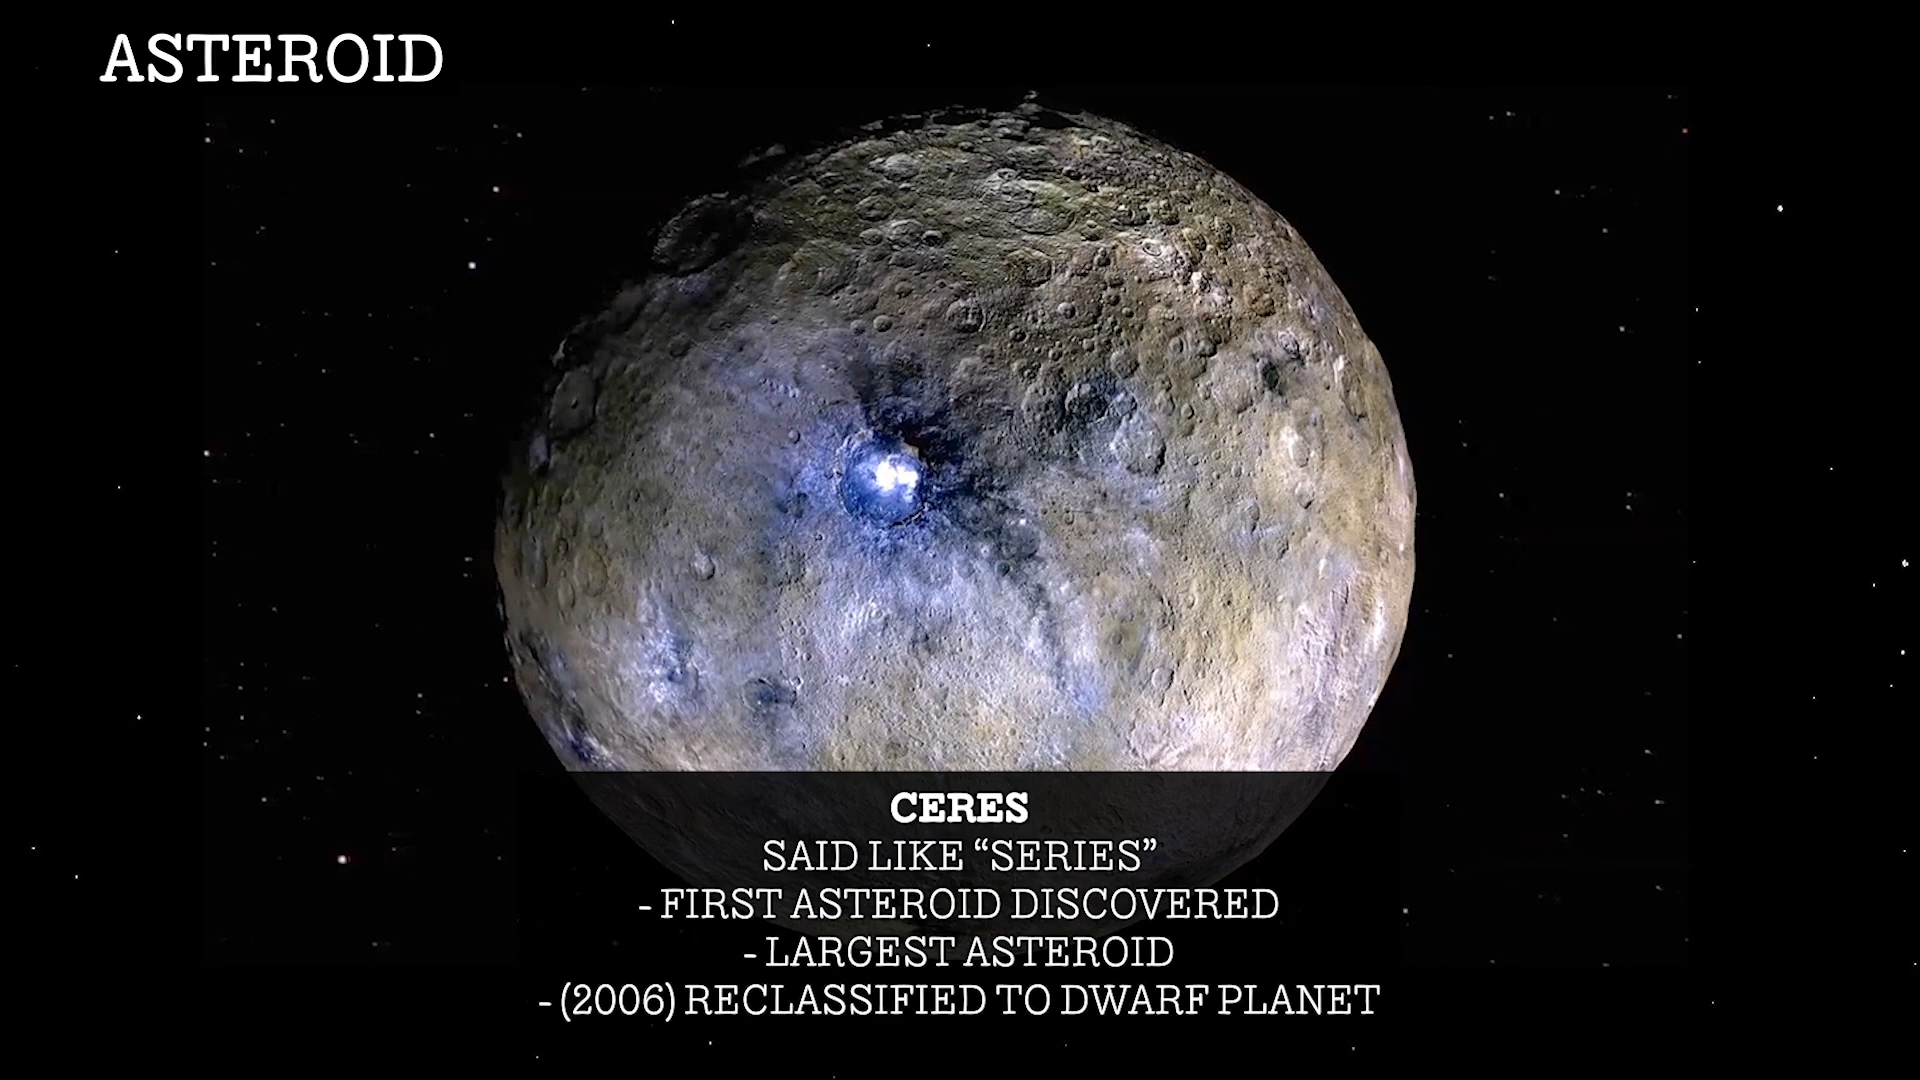 ASTEROID
CERES
SAID LIKE “SERIES”
- FIRST ASTEROID DISCOVERED
- LARGEST ASTEROID
- (2006) RECLASSIFIED TO DWARF PLANET